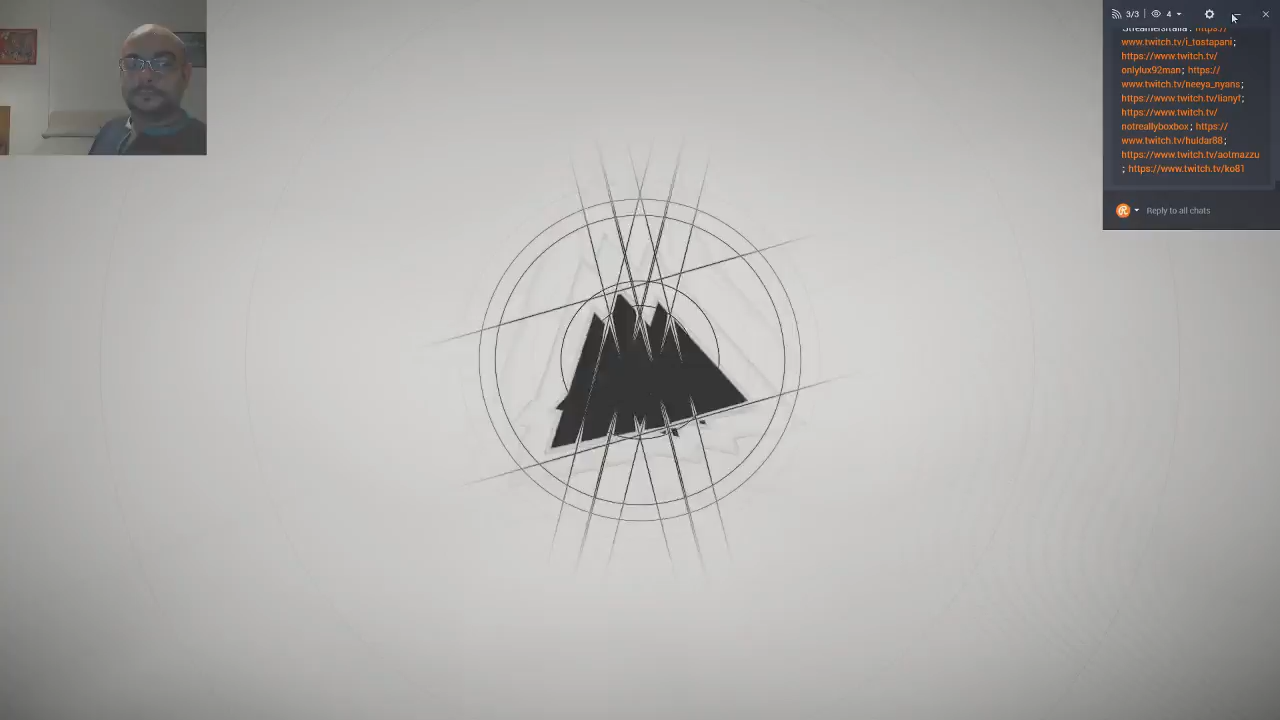 3/3 4
StreamersItalia: https://
www.twitch.tv/i_tostapani;
https://www.twitch.tv/
onlylux92man; https://
www.twitch.tv/neeya_nyans;
https://www.twitch.tv/lianyf;
https://www.twitch.tv/
notreallyboxbox; https://
www.twitch.tv/huldar88;
https://www.twitch.tv/aotmazzu
; https://www.twitch.tv/ko81
Reply to all chats